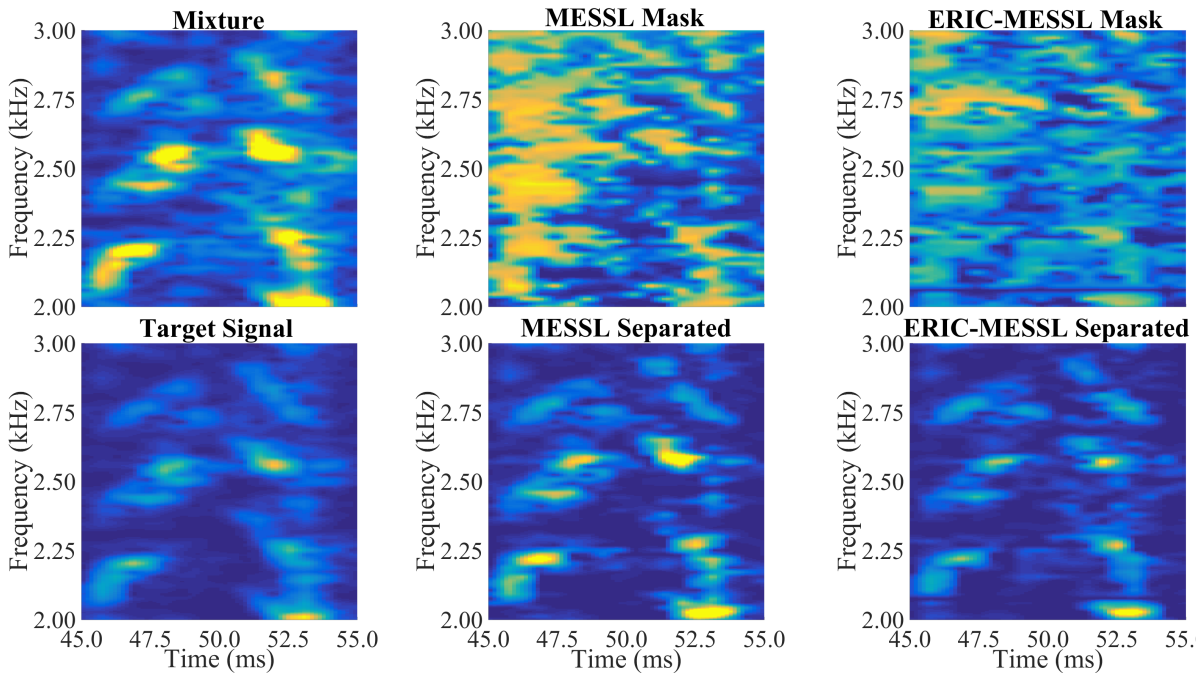 Mixture
MESSL Mask
ERIC-MESSL Mask
Frequency (kHz)
3.00
2.75
2.50
2.25
2.00
Frequency (kHz)
3.00
2.75
2.50
2.25
2.00
Frequency (kHz)
3.00
2.75
2.50
2.25
2.00
Target Signal
MESSL Separated
ERIC-MESSL Separated
Frequency (kHz)
3.00
2.75
2.50
2.25
2.00
45.0 47.5 50.0 52.5 55.0
Time (ms)
Frequency (kHz)
3.00
2.75
2.50
2.25
2.00
45.0 47.5 50.0 52.5 55.0
Time (ms)
Frequency (kHz)
3.00
2.75
2.50
2.25
2.00
45.0 47.5 50.0 52.5 55.0
Time (ms)